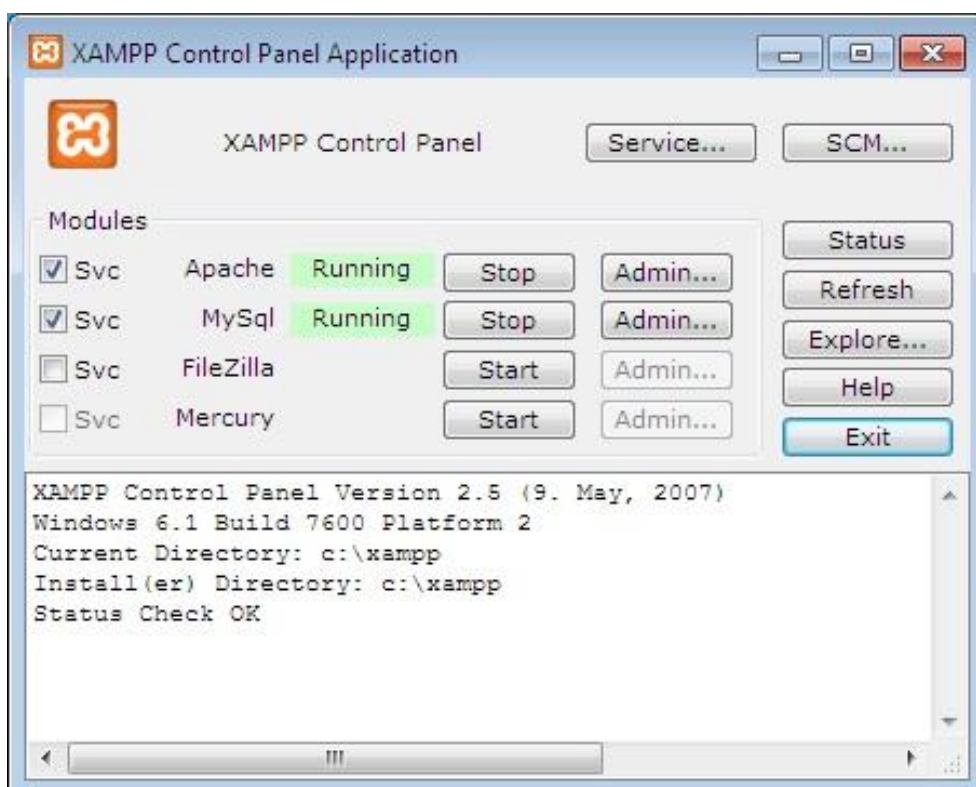 XAMPP Control Panel Application
XAMPP Control Panel Service... SCM...
Modules
Status
Svc Apache Running Stop Admin...
Refresh
Svc MySql Running Stop Admin...
Explore...
Svc FileZilla Start Admin...
Help
Svc Mercury Start Admin...
Exit
XAMPP Control Panel Version 2.5 (9. May, 2007)
Windows 6.1 Build 7600 Platform 2
Current Directory: c:\xampp
Install(er) Directory: c:\xampp
Status Check OK